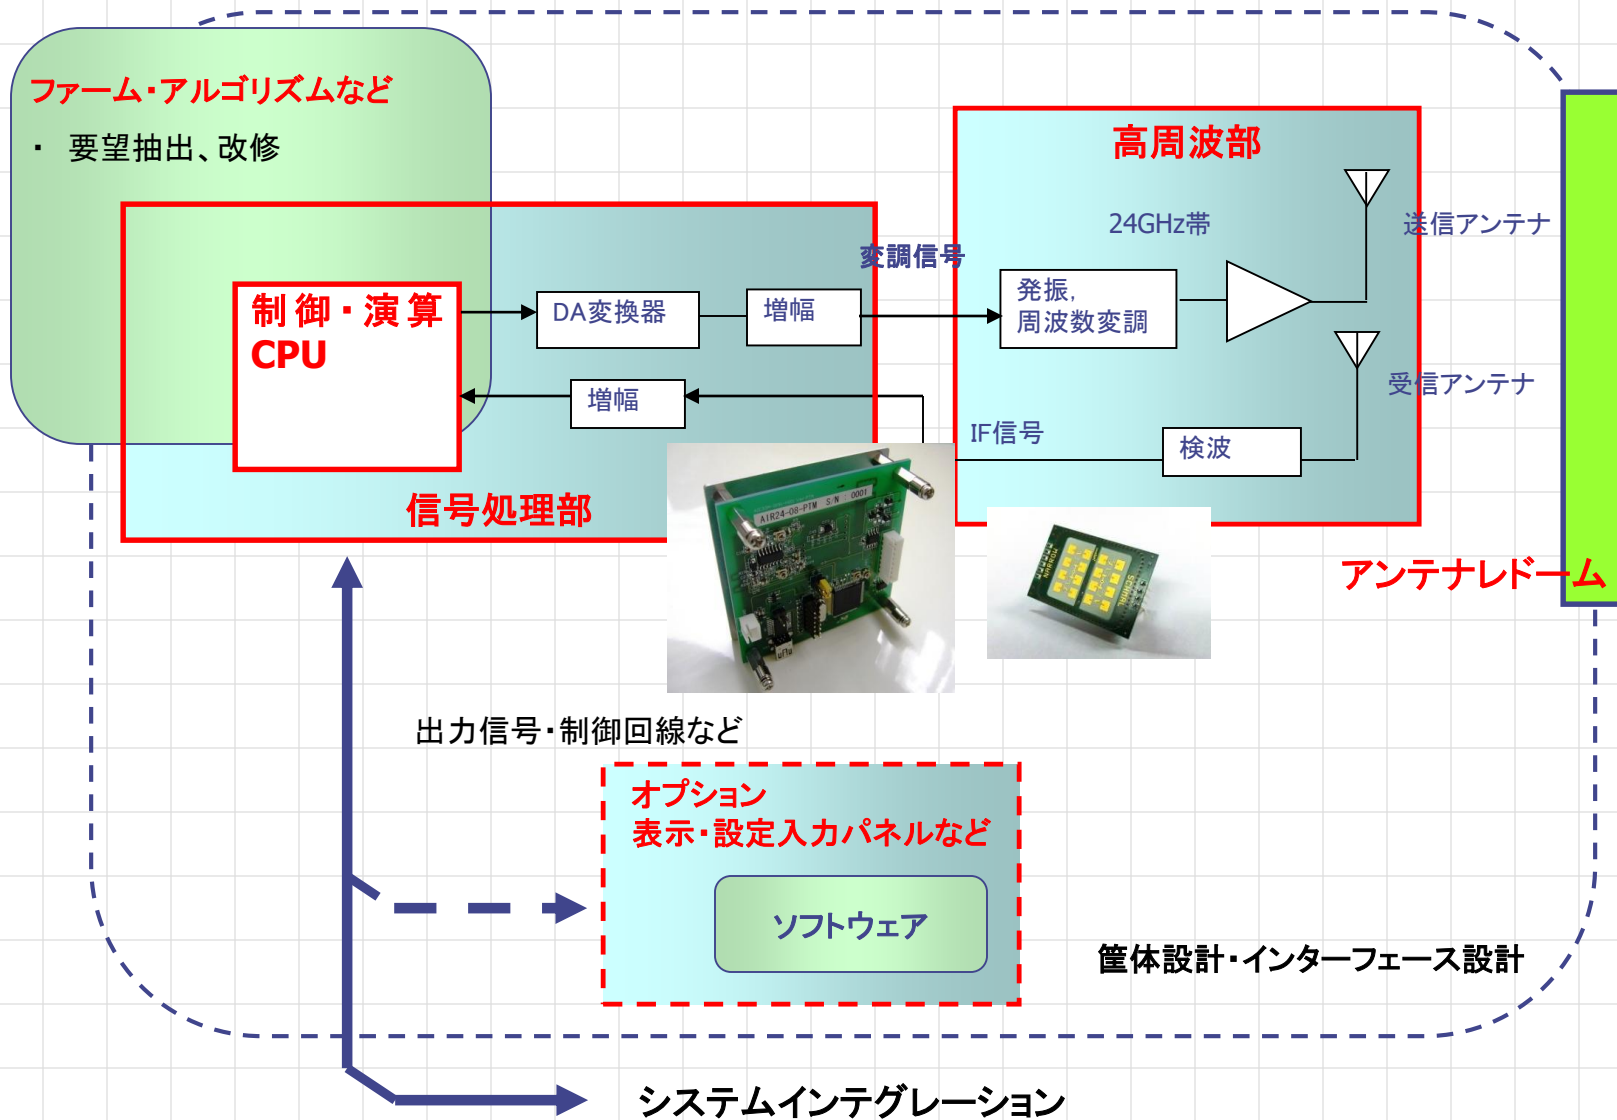 ファーム・アルゴリズムなど
・ 要望抽出、改修
高周波部
24GHz帯
送信アンテナ
変調信号
制御・演算
CPU
DA変換器
増幅
発振,
周波数変調
増幅
受信アンテナ
IF信号
検波
信号処理部
AIR24-08-PTM S/N : 0001
アンテナレドーム
出力信号・制御回線など
オプション
表示・設定入力パネルなど
ソフトウェア
筐体設計・インターフェース設計
システムインテグレーション